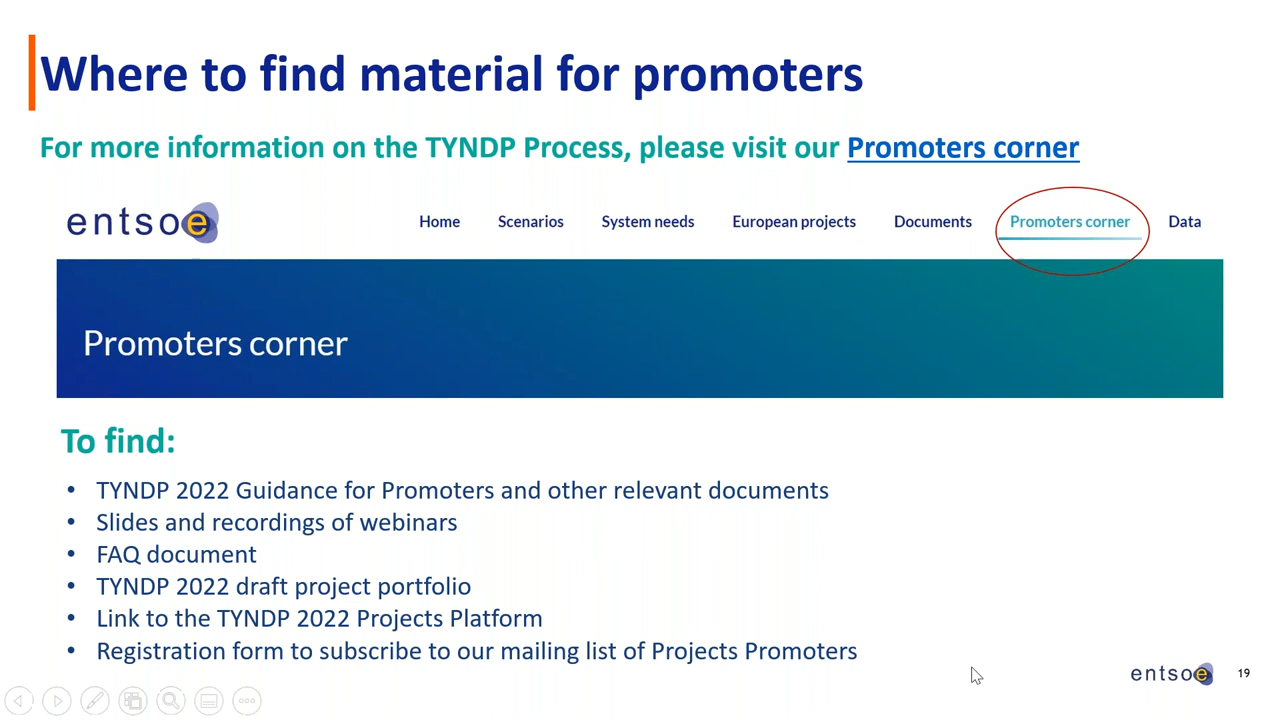 Where to find material for promoters
For more information on the TYNDP Process, please visit our Promoters corner
entsoe Home Scenarios System needs European projects Documents Promoters corner Data
Promoters corner
To find:
• TYNDP 2022 Guidance for Promoters and other relevant documents
• Slides and recordings of webinars
• FAQ document
• TYNDP 2022 draft project portfolio
• Link to the TYNDP 2022 Projects Platform
• Registration form to subscribe to our mailing list of Projects Promoters
entsoe 19